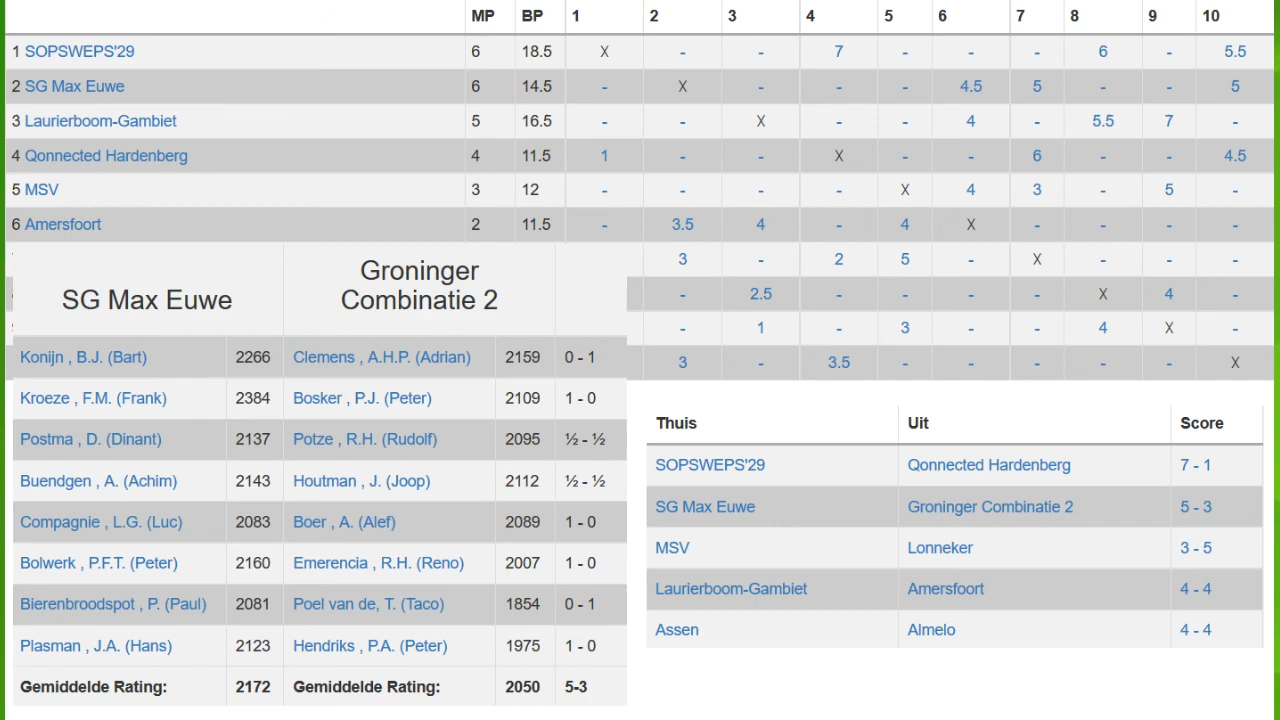 MP BP 1 2 3 4 5 6 7 8 9 10
1 SOPSWEPS'29 6 18.5 X - - 7 - - - 6 - 5.5
2 SG Max Euwe 6 14.5 - X - - - 4.5 5 - - 5
3 Laurierboom-Gambiet 5 16.5 - - X - - 4 - 5.5 7 -
4 Qonnected Hardenberg 4 11.5 1 - - X - - 6 - - 4.5
5 MSV 3 12 - - - - X 4 3 - 5 -
6 Amersfoort 2 11.5 - 3.5 4 - 4 X - - - -
3 - 2 5 - X - - -
- 2.5 - - - - X 4 -
- 1 - 3 - - 4 X -
3 - 3.5 - - - - - X
SG Max Euwe Groninger
Combinatie 2
Konijn , B.J. (Bart) 2266 Clemens , A.H.P. (Adrian) 2159 0 - 1
Kroeze , F.M. (Frank) 2384 Bosker , P.J. (Peter) 2109 1 - 0
Postma , D. (Dinant) 2137 Potze , R.H. (Rudolf) 2095 ½ - ½
Buendgen , A. (Achim) 2143 Houtman , J. (Joop) 2112 ½ - ½
Compagnie , L.G. (Luc) 2083 Boer , A. (Alef) 2089 1 - 0
Bolwerk , P.F.T. (Peter) 2160 Emerencia , R.H. (Reno) 2007 1 - 0
Bierenbroodspot , P. (Paul) 2081 Poel van de, T. (Taco) 1854 0 - 1
Plasman , J.A. (Hans) 2123 Hendriks , P.A. (Peter) 1975 1 - 0
Gemiddelde Rating: 2172 Gemiddelde Rating: 2050 5-3
Thuis Uit Score
SOPSWEPS'29 Qonnected Hardenberg 7 - 1
SG Max Euwe Groninger Combinatie 2 5 - 3
MSV Lonneker 3 - 5
Laurierboom-Gambiet Amersfoort 4 - 4
Assen Almelo 4 - 4